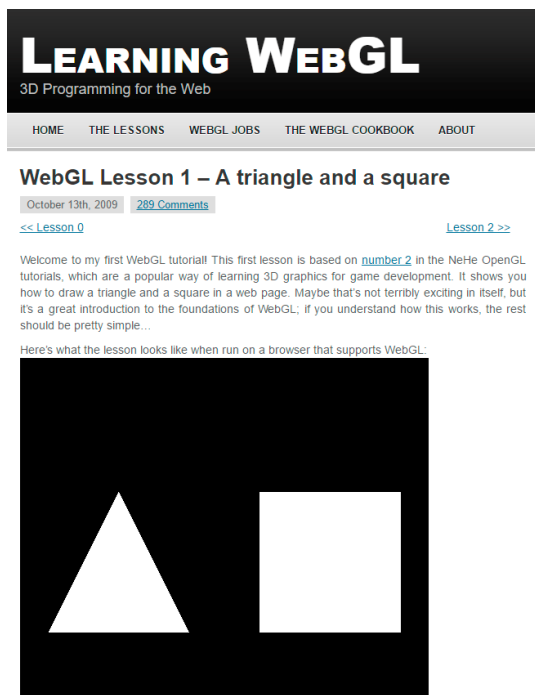 LEARNING WEBGL
3D Programming for the Web
HOME THE LESSONS WEBGL JOBS THE WEBGL COOKBOOK ABOUT
WebGL Lesson 1 – A triangle and a square
October 13th, 2009 289 Comments
<< Lesson 0 Lesson 2 >>
Welcome to my first WebGL tutorial! This first lesson is based on number 2 in the NeHe OpenGL
tutorials, which are a popular way of learning 3D graphics for game development. It shows you
how to draw a triangle and a square in a web page. Maybe that's not terribly exciting in itself, but
it's a great introduction to the foundations of WebGL; if you understand how this works, the rest
should be pretty simple…
Here's what the lesson looks like when run on a browser that supports WebGL: